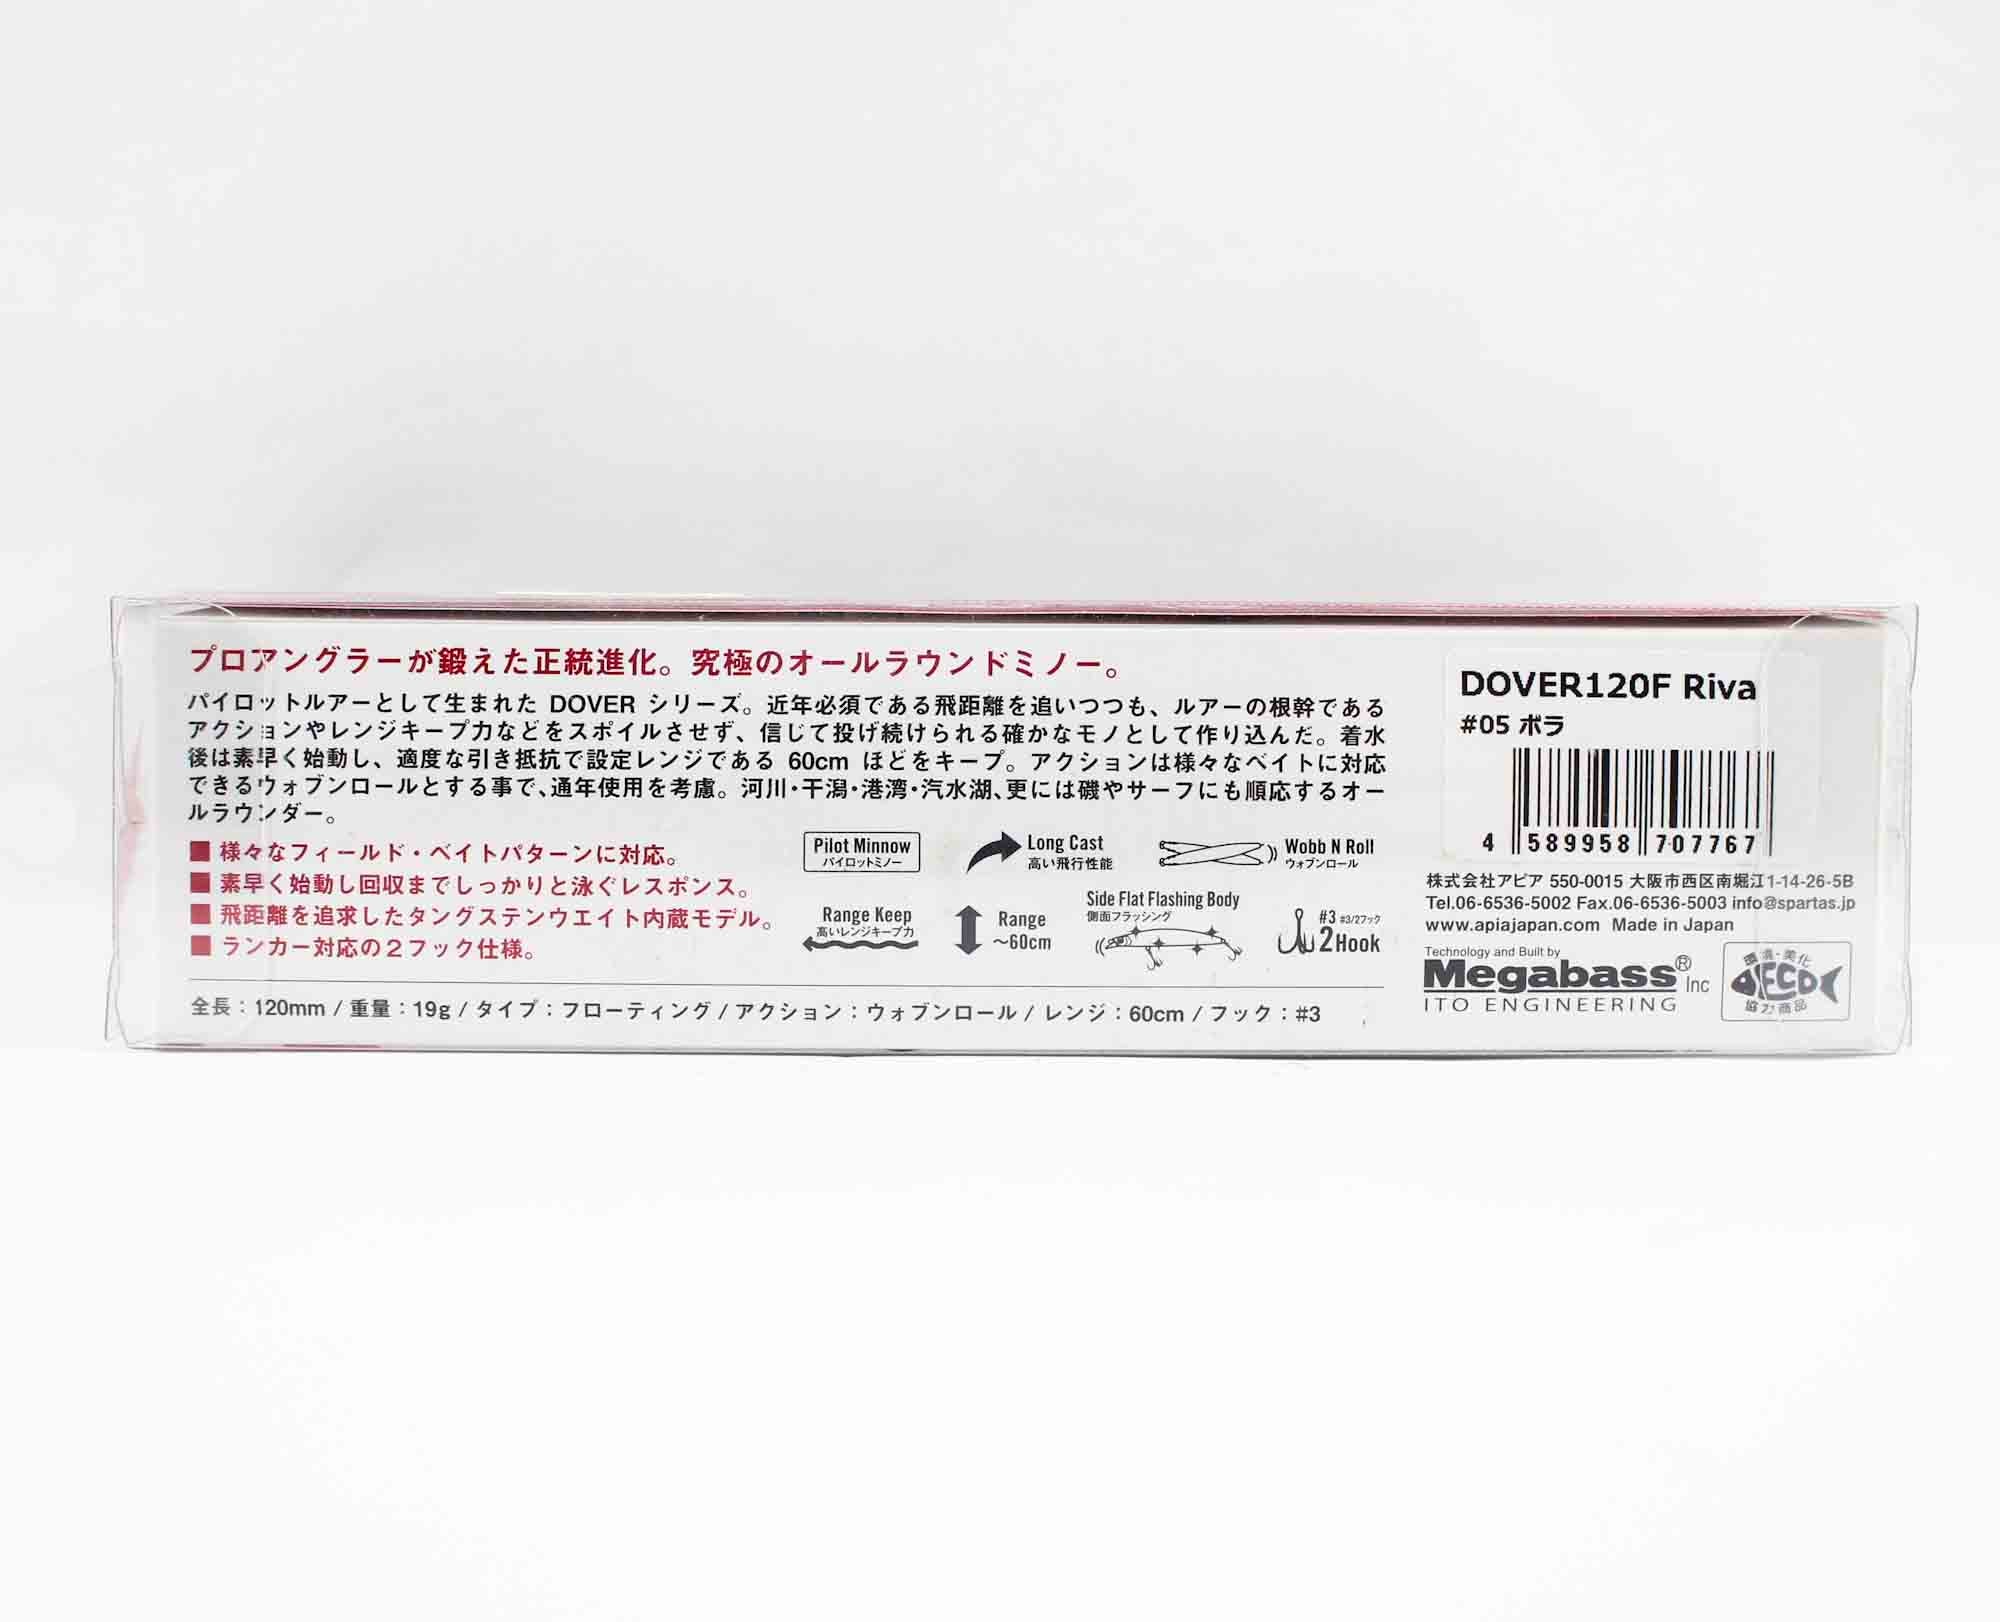 プロアングラーが鍛えた正統進化。究極のオールラウンドミノー。
パイロットルアーとして生まれた DOVER シリーズ。近年必須である飛距離を追いつつも、ルアーの根幹である
アクションやレンジキープ力などをスポイルさせず、信じて投げ続けられる確かなモノとして作り込んだ。着水
後は素早く始動し、適度な引き抵抗で設定レンジである 60cm ほどをキープ。アクションは様々なベイトに対応
できるウォブンロールとする事で、通年使用を考慮。河川・干潟・港湾・汽水湖、更には磯やサーフにも順応するオー
ルラウンダー。
■ 様々なフィールド・ベイトパターンに対応。
■ 素早く始動し回収までしっかりと泳ぐレスポンス。
■ 飛距離を追求したタングステンウエイト内蔵モデル。
■ ランカー対応の２フック仕様。
Pilot Minnow
パイロットミノー
Long Cast
高い飛行性能
Wobb N Roll
ウォブンロール
Range Keep
高いレンジキープ力
Range
〜60cm
Side Flat Flashing Body
側面フラッシング
#3 #3/2フック
2Hook
全長：120mm / 重量：19g / タイプ：フローティング / アクション：ウォブンロール / レンジ：60cm / フック：#3
DOVER120F Riva
#05 ボラ
4 589958 707767
株式会社アピア 550-0015 大阪市西区南堀江1-14-26-5B
Tel.06-6536-5002 Fax.06-6536-5003 info@spartas.jp
www.apiajapan.com Made in Japan
Technology and Built by
Megabass® Inc
ITO ENGINEERING
環境・美化
FECO
協力商品